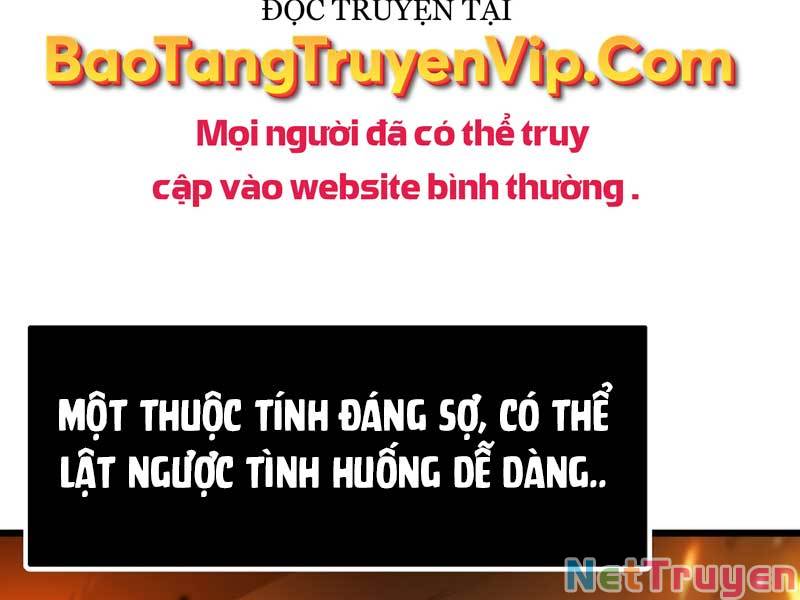 ĐỌC TRUYỆN TẠI
BaoTangTruyenVip.Com
Mọi người đã có thể truy
cập vào website bình thường.
MỘT THUỘC TÍNH ĐÁNG SỢ, CÓ THỂ
LẬT NGƯỢC TÌNH HUỐNG DỄ DÀNG..
NetTruyen